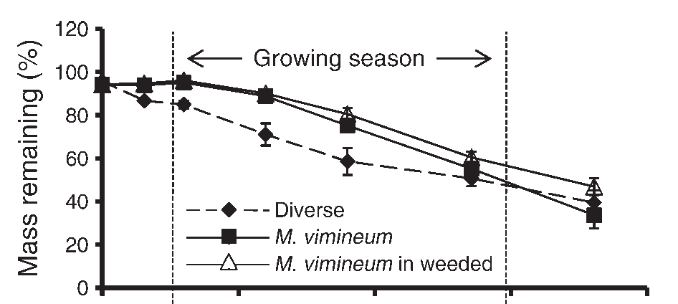 120
100
80
60
40
20
0
Mass remaining (%)
Growing season
Diverse
M. vimineum
M. vimineum in weeded